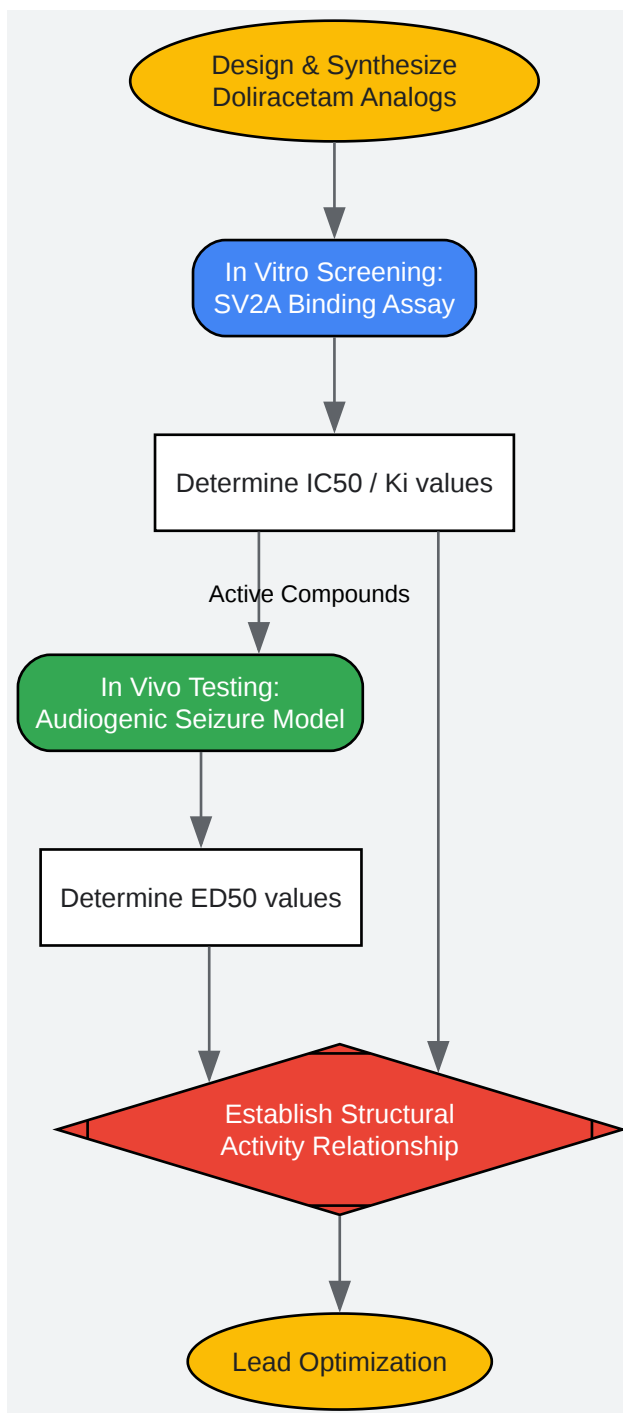 Design & Synthesize
Doliracetam Analogs
In Vitro Screening:
SV2A Binding Assay
Determine IC50 / Ki values
Active Compounds
In Vivo Testing:
Audiogenic Seizure Model
Determine ED50 values
Establish Structural
Activity Relationship
Lead Optimization